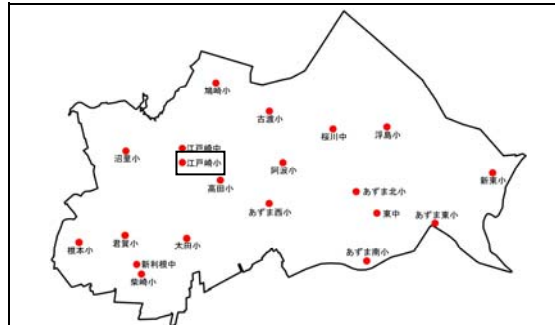 鳩崎小
古渡小
桜川中
浮島小
江戸崎中
沼里小
江戸崎小
阿波小
新東小
高田小
あずま北小
あずま西小
東中
あずま東小
根本小
君賀小
太田小
新利根中
あずま南小
柴崎小